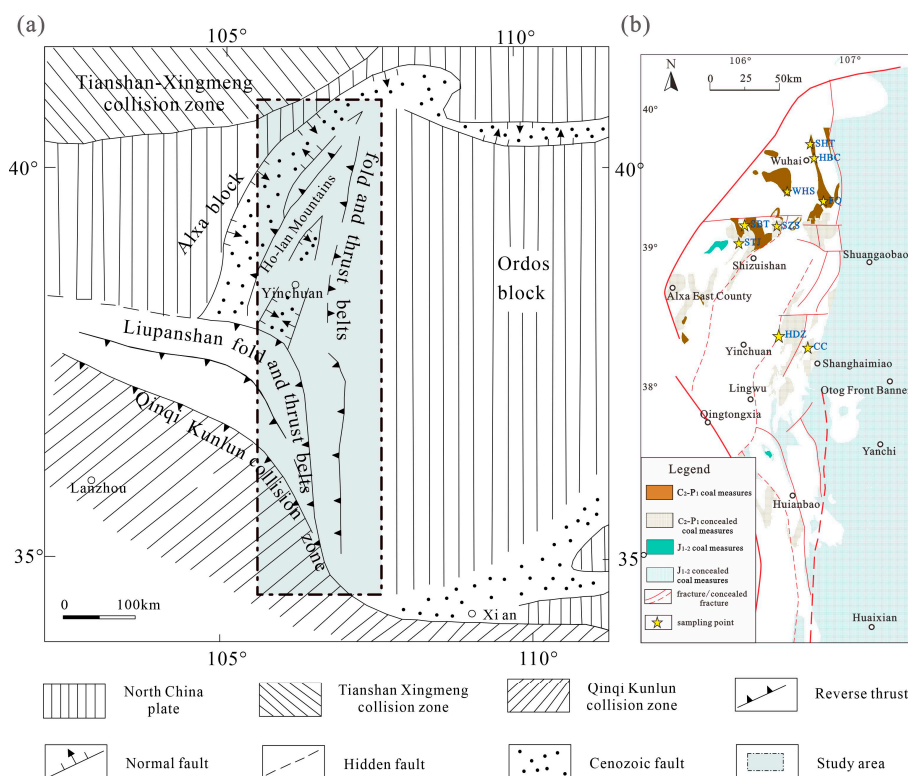 (a)
105°
110°
Tianshan-Xingmeng
collision zone
40°
Alxa block
Ho-lan Mountains
fold and thrust belts
Yinchuan
Ordos
block
Liupanshan fold and thrust belts
Qinqi Kunlun collision zone
Lanzhou
35°
Xi an
0 100km
105°
110°
(b)
106°
107°
N
0 25 50km
40°
SHT
Wuhai
HBC
WHS
39°
SZS
Shizuishan
Shuangaobao
Alxa East County
HDZ
Yinchuan
CC
Shanghaimiao
38°
Lingwu
Otog Front Banner
Qingtongxia
Yanchi
Huianbao
35°
Huaixian
Legend
C₂-P₁ coal measures
C₂-P₁ concealed
coal measures
J₁₋₂ coal measures
J₁₋₂ concealed
coal measures
fracture/concealed
fracture
sampling point
North China
plate
Tianshan Xingmeng
collision zone
Qinqi Kunlun
collision zone
Reverse thrust
Normal fault
Hidden fault
Cenozoic fault
Study area